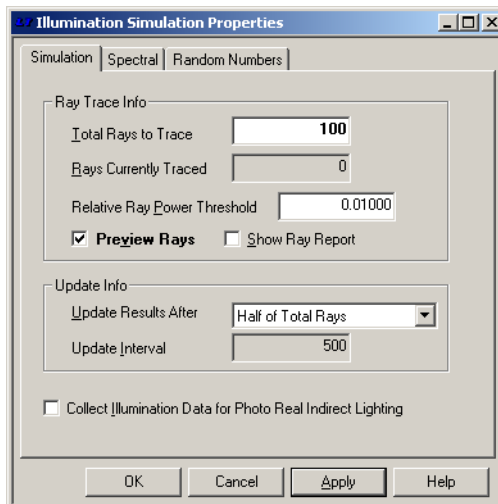 Illumination Simulation Properties
Simulation Spectral Random Numbers
Ray Trace Info
Total Rays to Trace 100
Rays Currently Traced 0
Relative Ray Power Threshold 0.01000
Preview Rays Show Ray Report
Update Info
Update Results After Half of Total Rays
Update Interval 500
Collect Illumination Data for Photo Real Indirect Lighting
OK Cancel Apply Help